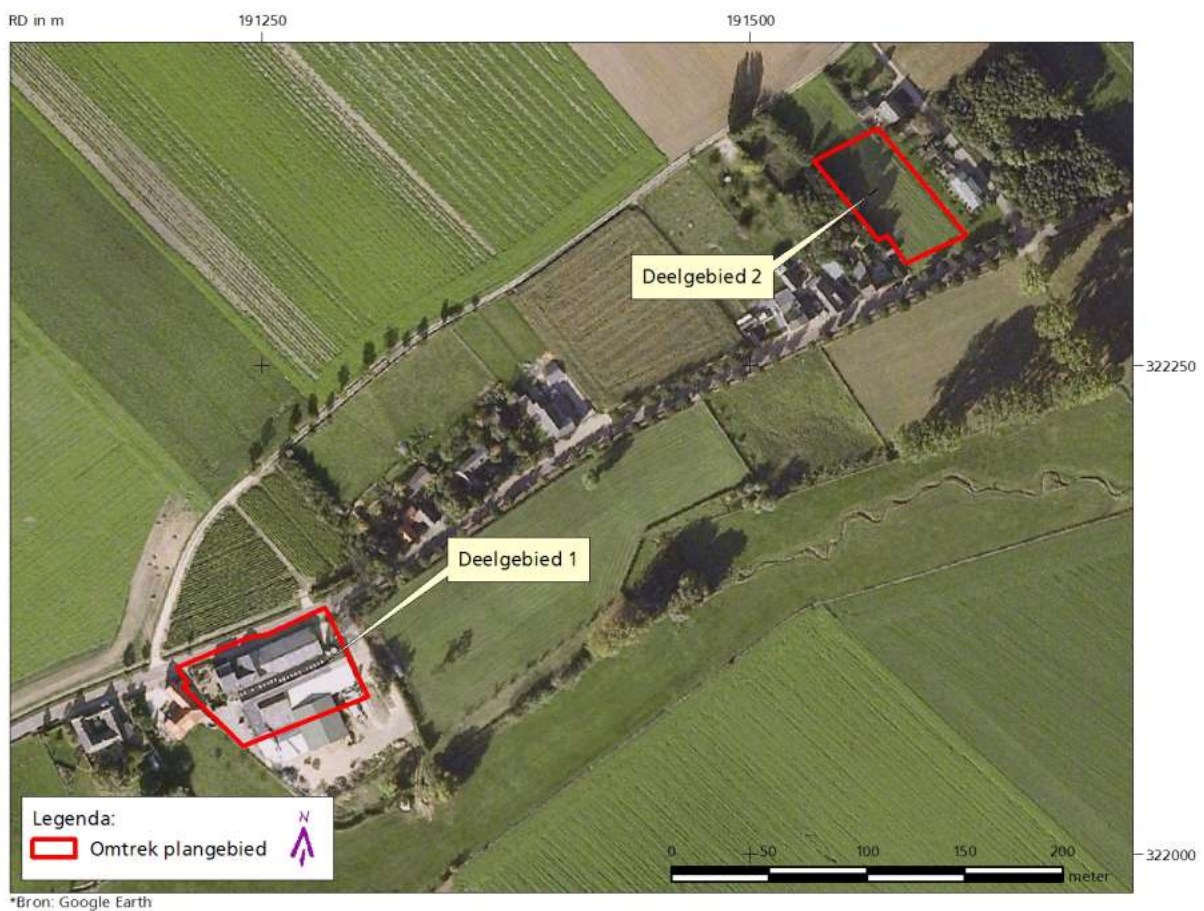 RD in m
191250
191500
Deelgebied 2
322250
Deelgebied 1
Legenda:
N
Omtrek plangebied
0 50 100 150 200
meter
322000
*Bron: Google Earth